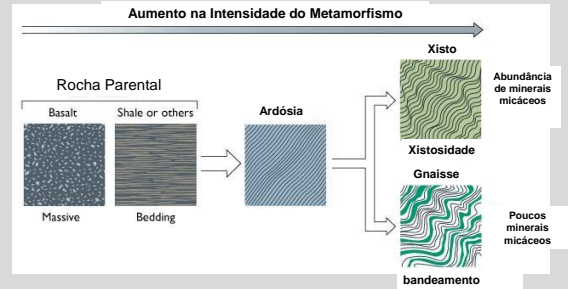 Aumento na Intensidade do Metamorfismo
Rocha Parental
Basalt
Shale or others
Massive
Bedding
Ardósia
Xisto
Abundância
de minerais
micáceos
Xistosidade
Gnaisse
Poucos
minerais
micáceos
bandeamento